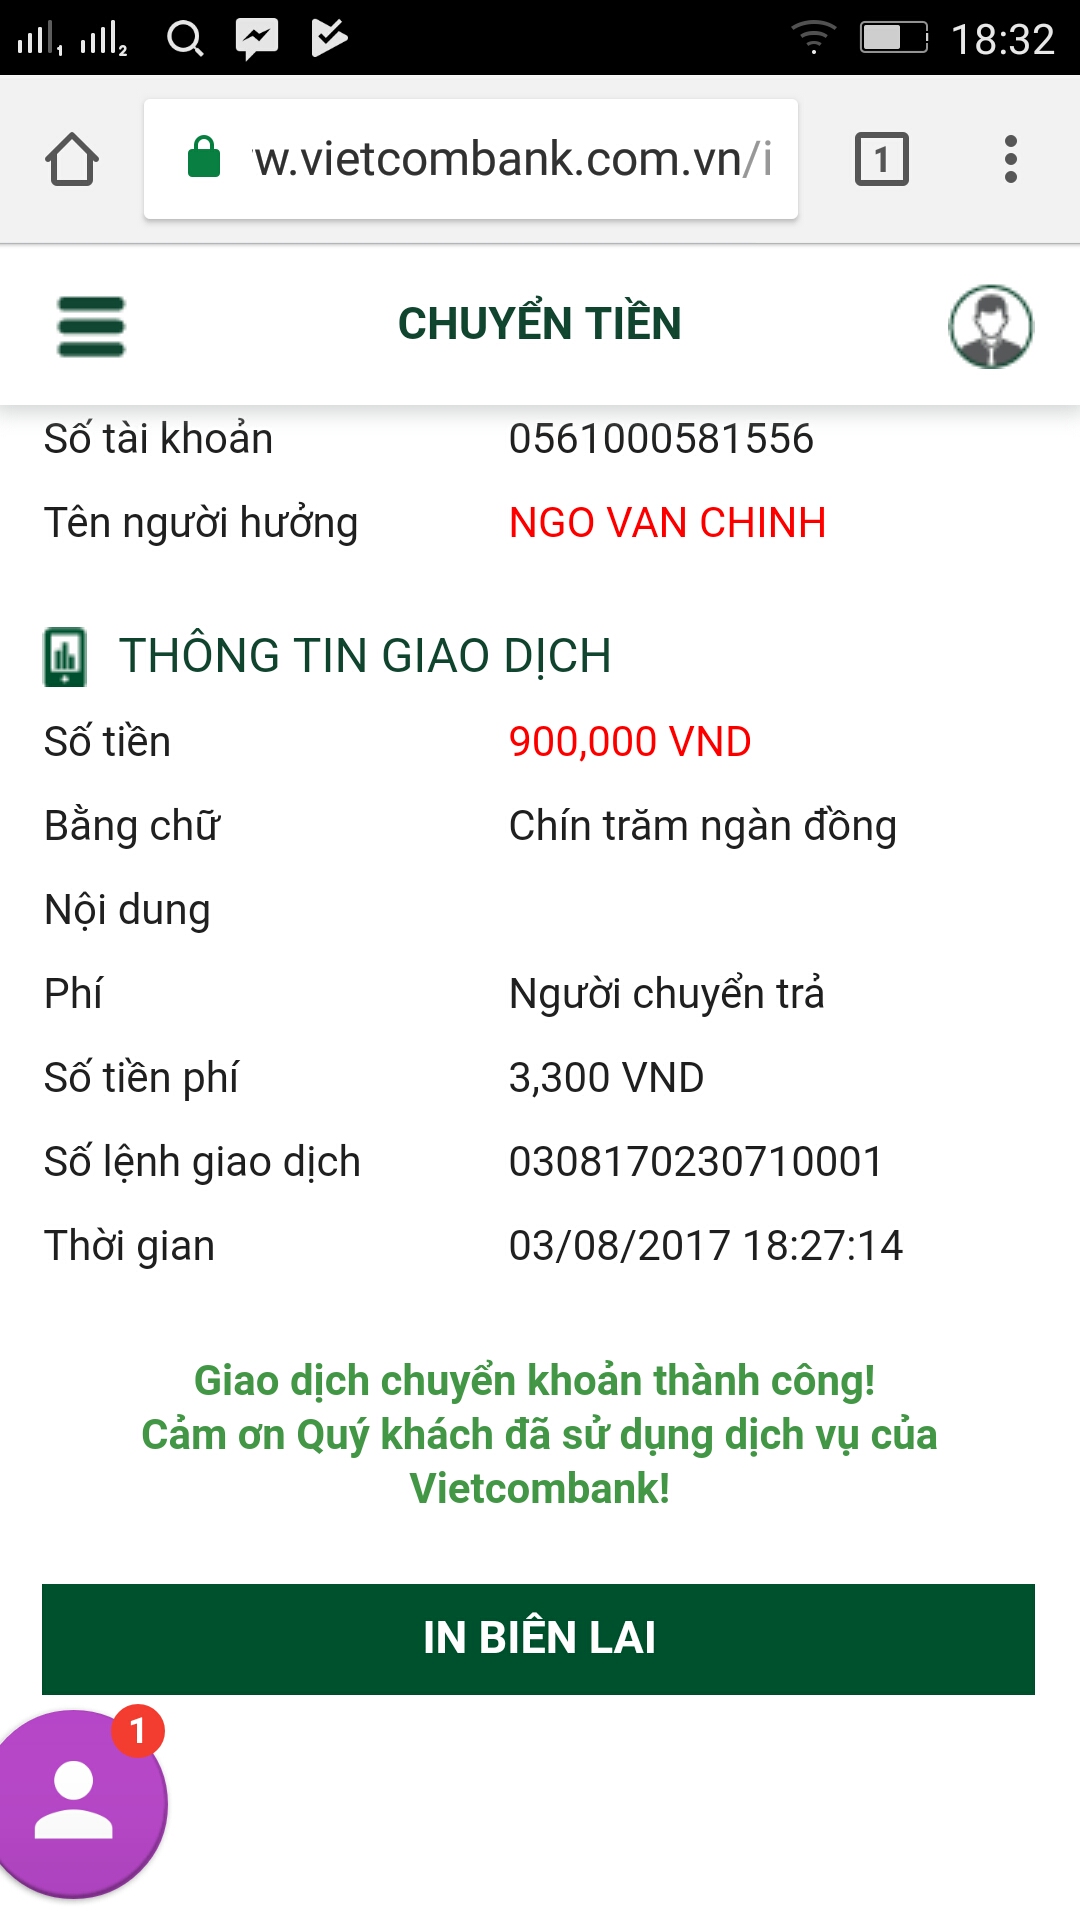 1 2 18:32
w.vietcombank.com.vn/i 1
CHUYỂN TIỀN
Số tài khoản 0561000581556
Tên người hưởng NGO VAN CHINH
THÔNG TIN GIAO DỊCH
Số tiền 900,000 VND
Bằng chữ Chín trăm ngàn đồng
Nội dung
Phí Người chuyển trả
Số tiền phí 3,300 VND
Số lệnh giao dịch 0308170230710001
Thời gian 03/08/2017 18:27:14
Giao dịch chuyển khoản thành công!
Cảm ơn Quý khách đã sử dụng dịch vụ của
Vietcombank!
IN BIÊN LAI
1